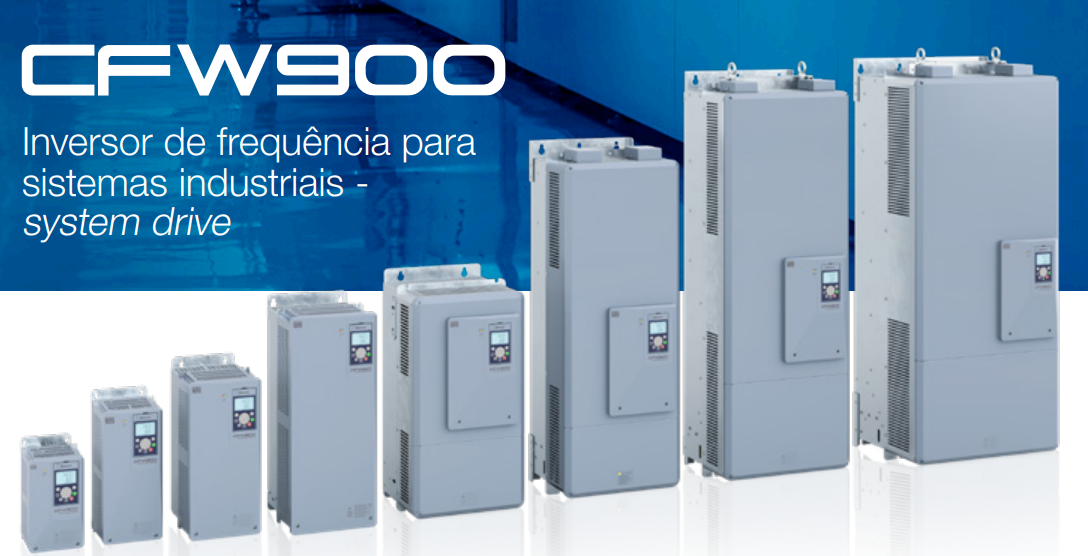 CFW900
Inversor de frequência para
sistemas industriais -
system drive